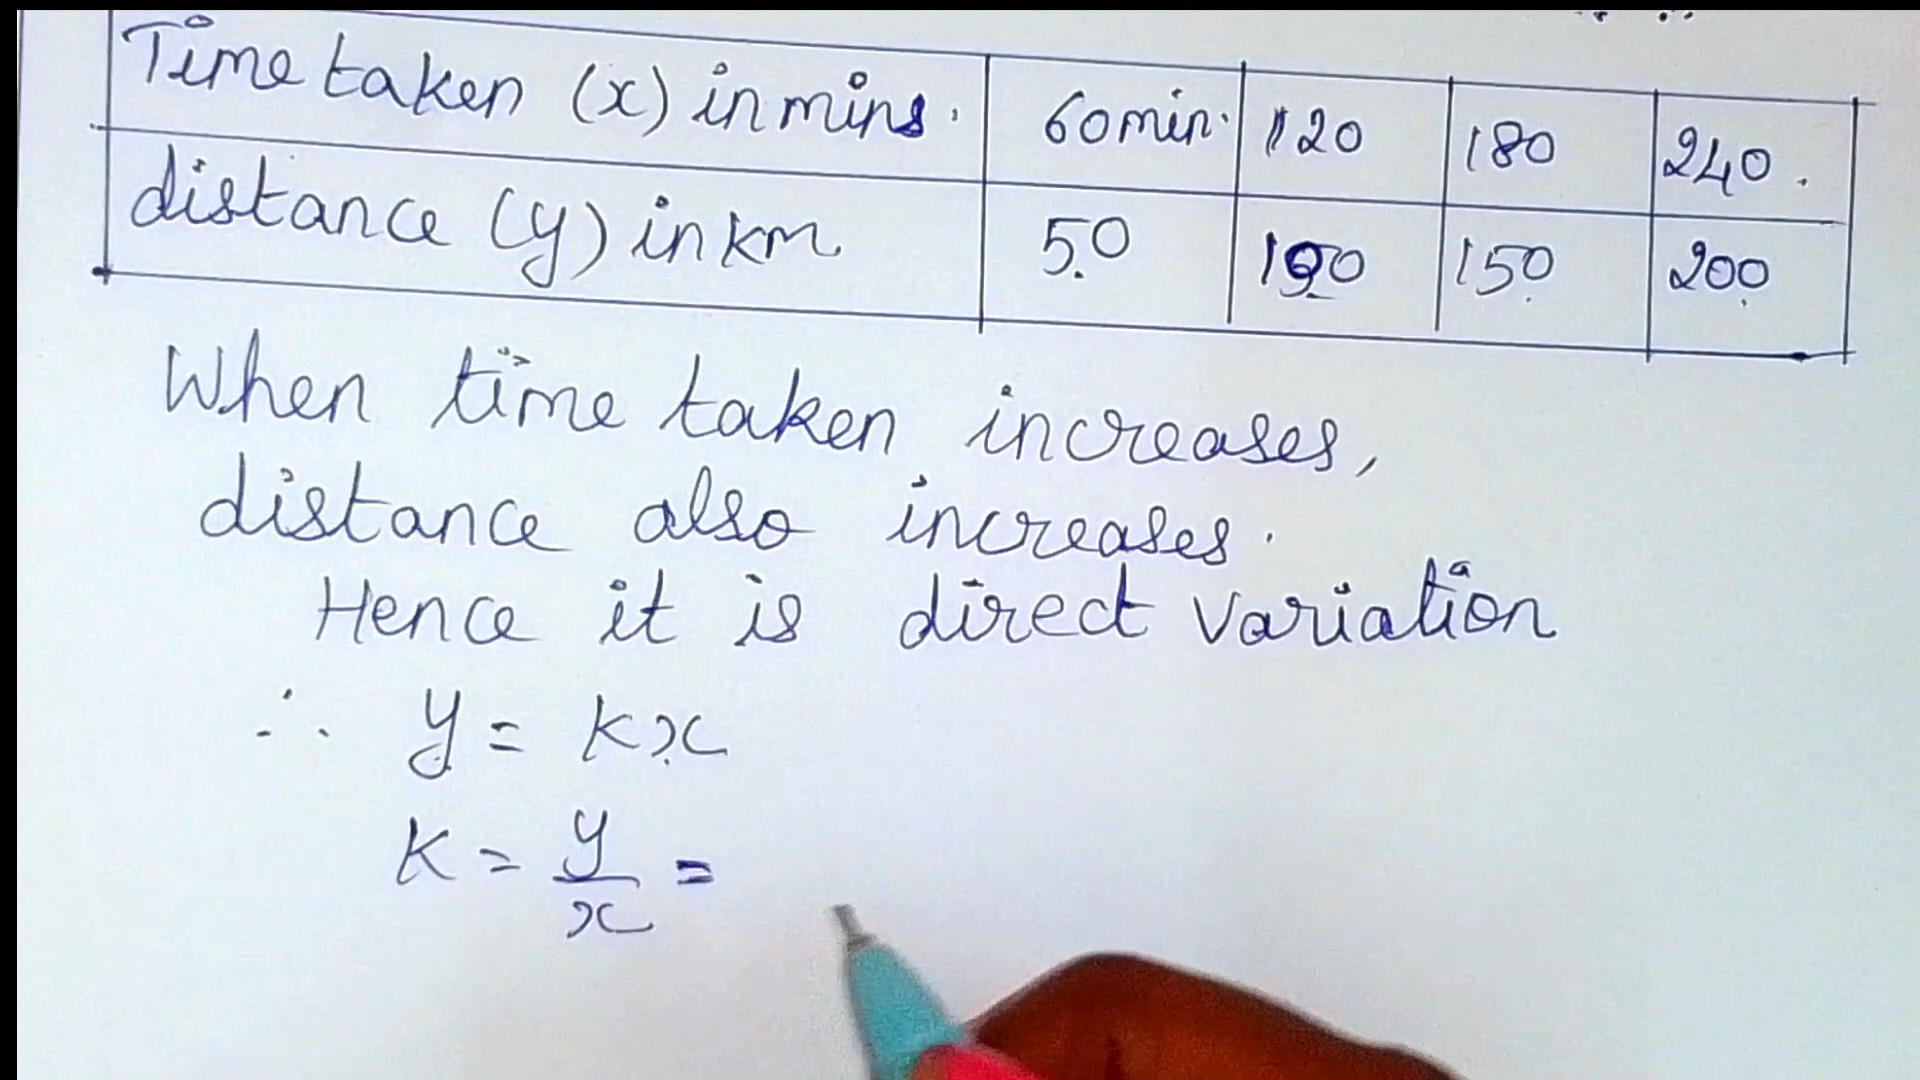 Time taken (x) in mins. 60 min. 120 180 240.
distance (y) in km 50 100 150 200
When time taken increases,
distance also increases.
Hence it is direct variation
∴ y = kx
K = y/x =